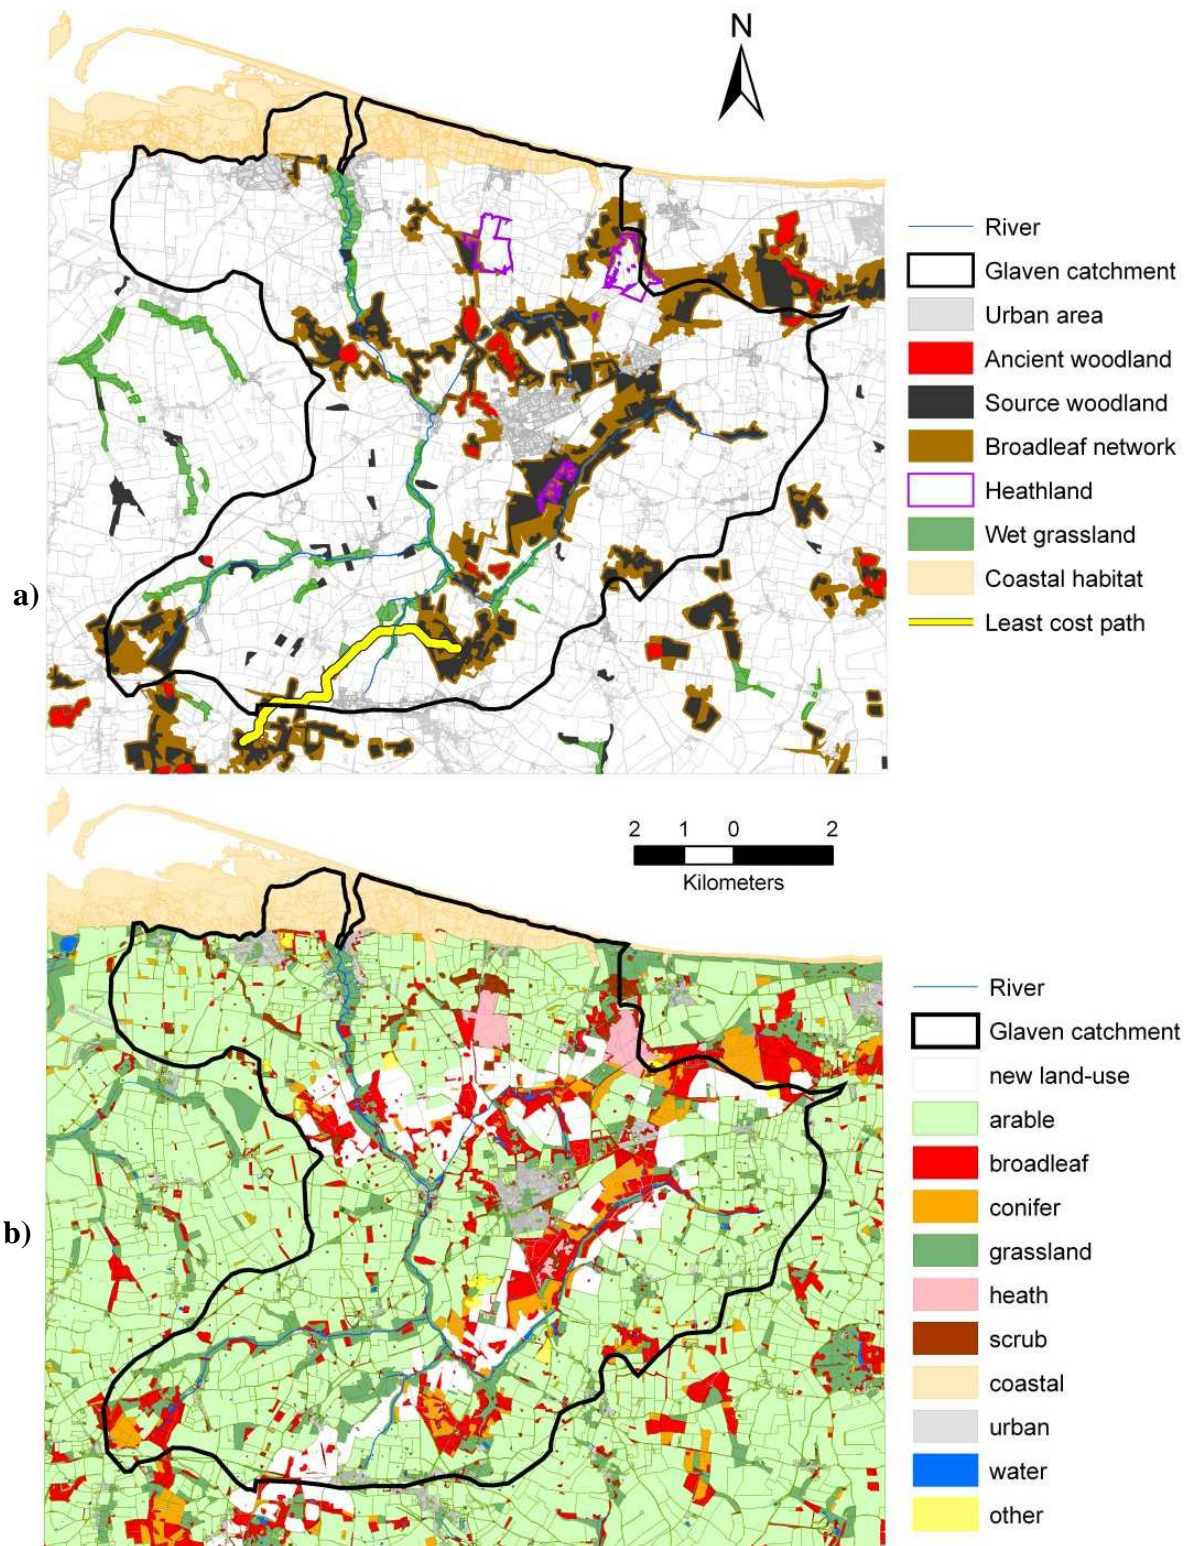 N
River
Glaven catchment
Urban area
Ancient woodland
Source woodland
Broadleaf network
Heathland
Wet grassland
Coastal habitat
Least cost path
a)
2 1 0 2
Kilometers
River
Glaven catchment
new land-use
arable
broadleaf
conifer
grassland
heath
scrub
coastal
urban
water
other
b)